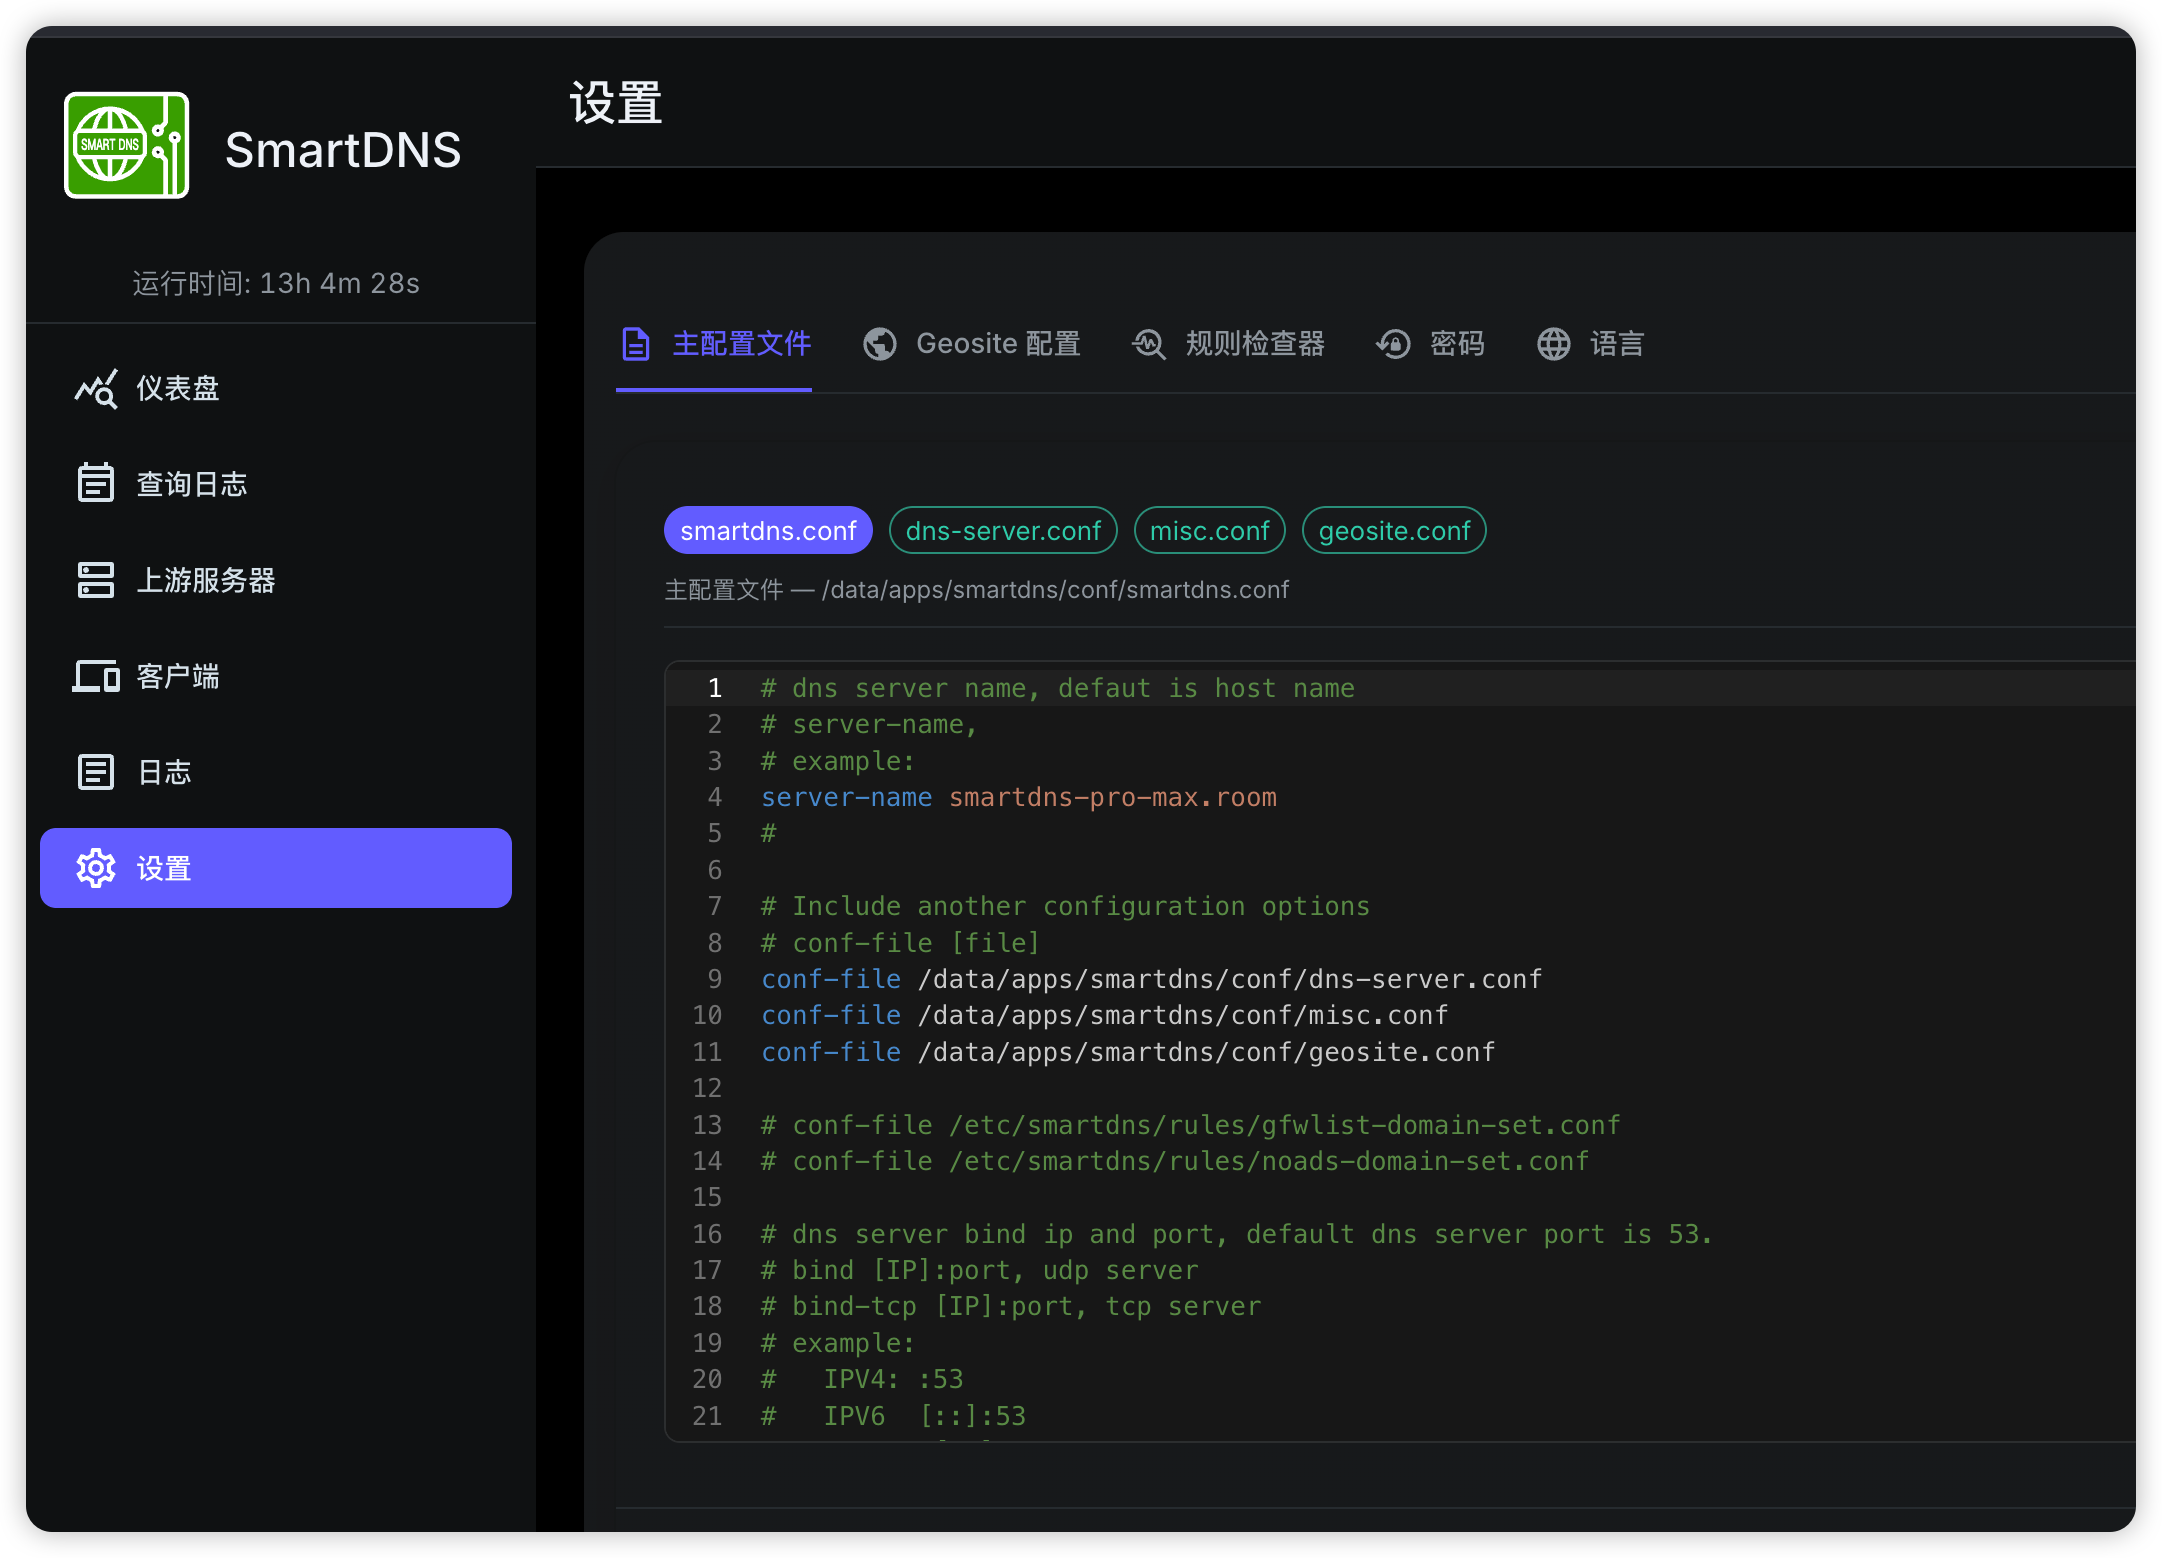 设置
SMART DNS
SmartDNS
运行时间: 13h 4m 28s
仪表盘
查询日志
上游服务器
客户端
日志
设置
主配置文件 Geosite 配置 规则检查器 密码 语言
smartdns.conf dns-server.conf misc.conf geosite.conf
主配置文件 — /data/apps/smartdns/conf/smartdns.conf
1 # dns server name, defaut is host name
2 # server-name,
3 # example:
4 server-name smartdns-pro-max.room
5 #
6
7 # Include another configuration options
8 # conf-file [file]
9 conf-file /data/apps/smartdns/conf/dns-server.conf
10 conf-file /data/apps/smartdns/conf/misc.conf
11 conf-file /data/apps/smartdns/conf/geosite.conf
12
13 # conf-file /etc/smartdns/rules/gfwlist-domain-set.conf
14 # conf-file /etc/smartdns/rules/noads-domain-set.conf
15
16 # dns server bind ip and port, default dns server port is 53.
17 # bind [IP]:port, udp server
18 # bind-tcp [IP]:port, tcp server
19 # example:
20 #   IPV4: :53
21 #   IPV6  [::]:53